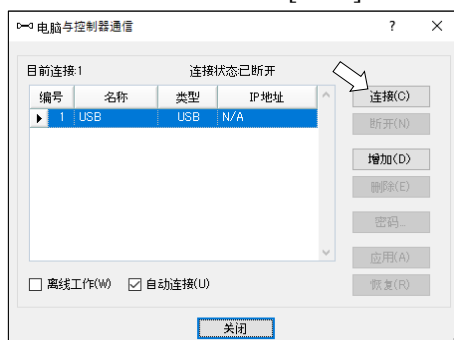 电脑与控制器通信 ? ×
目前连接:1 连接状态:已断开
编号 名称 类型 IP地址
1 USB USB N/A
连接(C)
断开(N)
增加(D)
删除(E)
密码...
应用(A)
恢复(R)
离线工作(W) 自动连接(U)
关闭